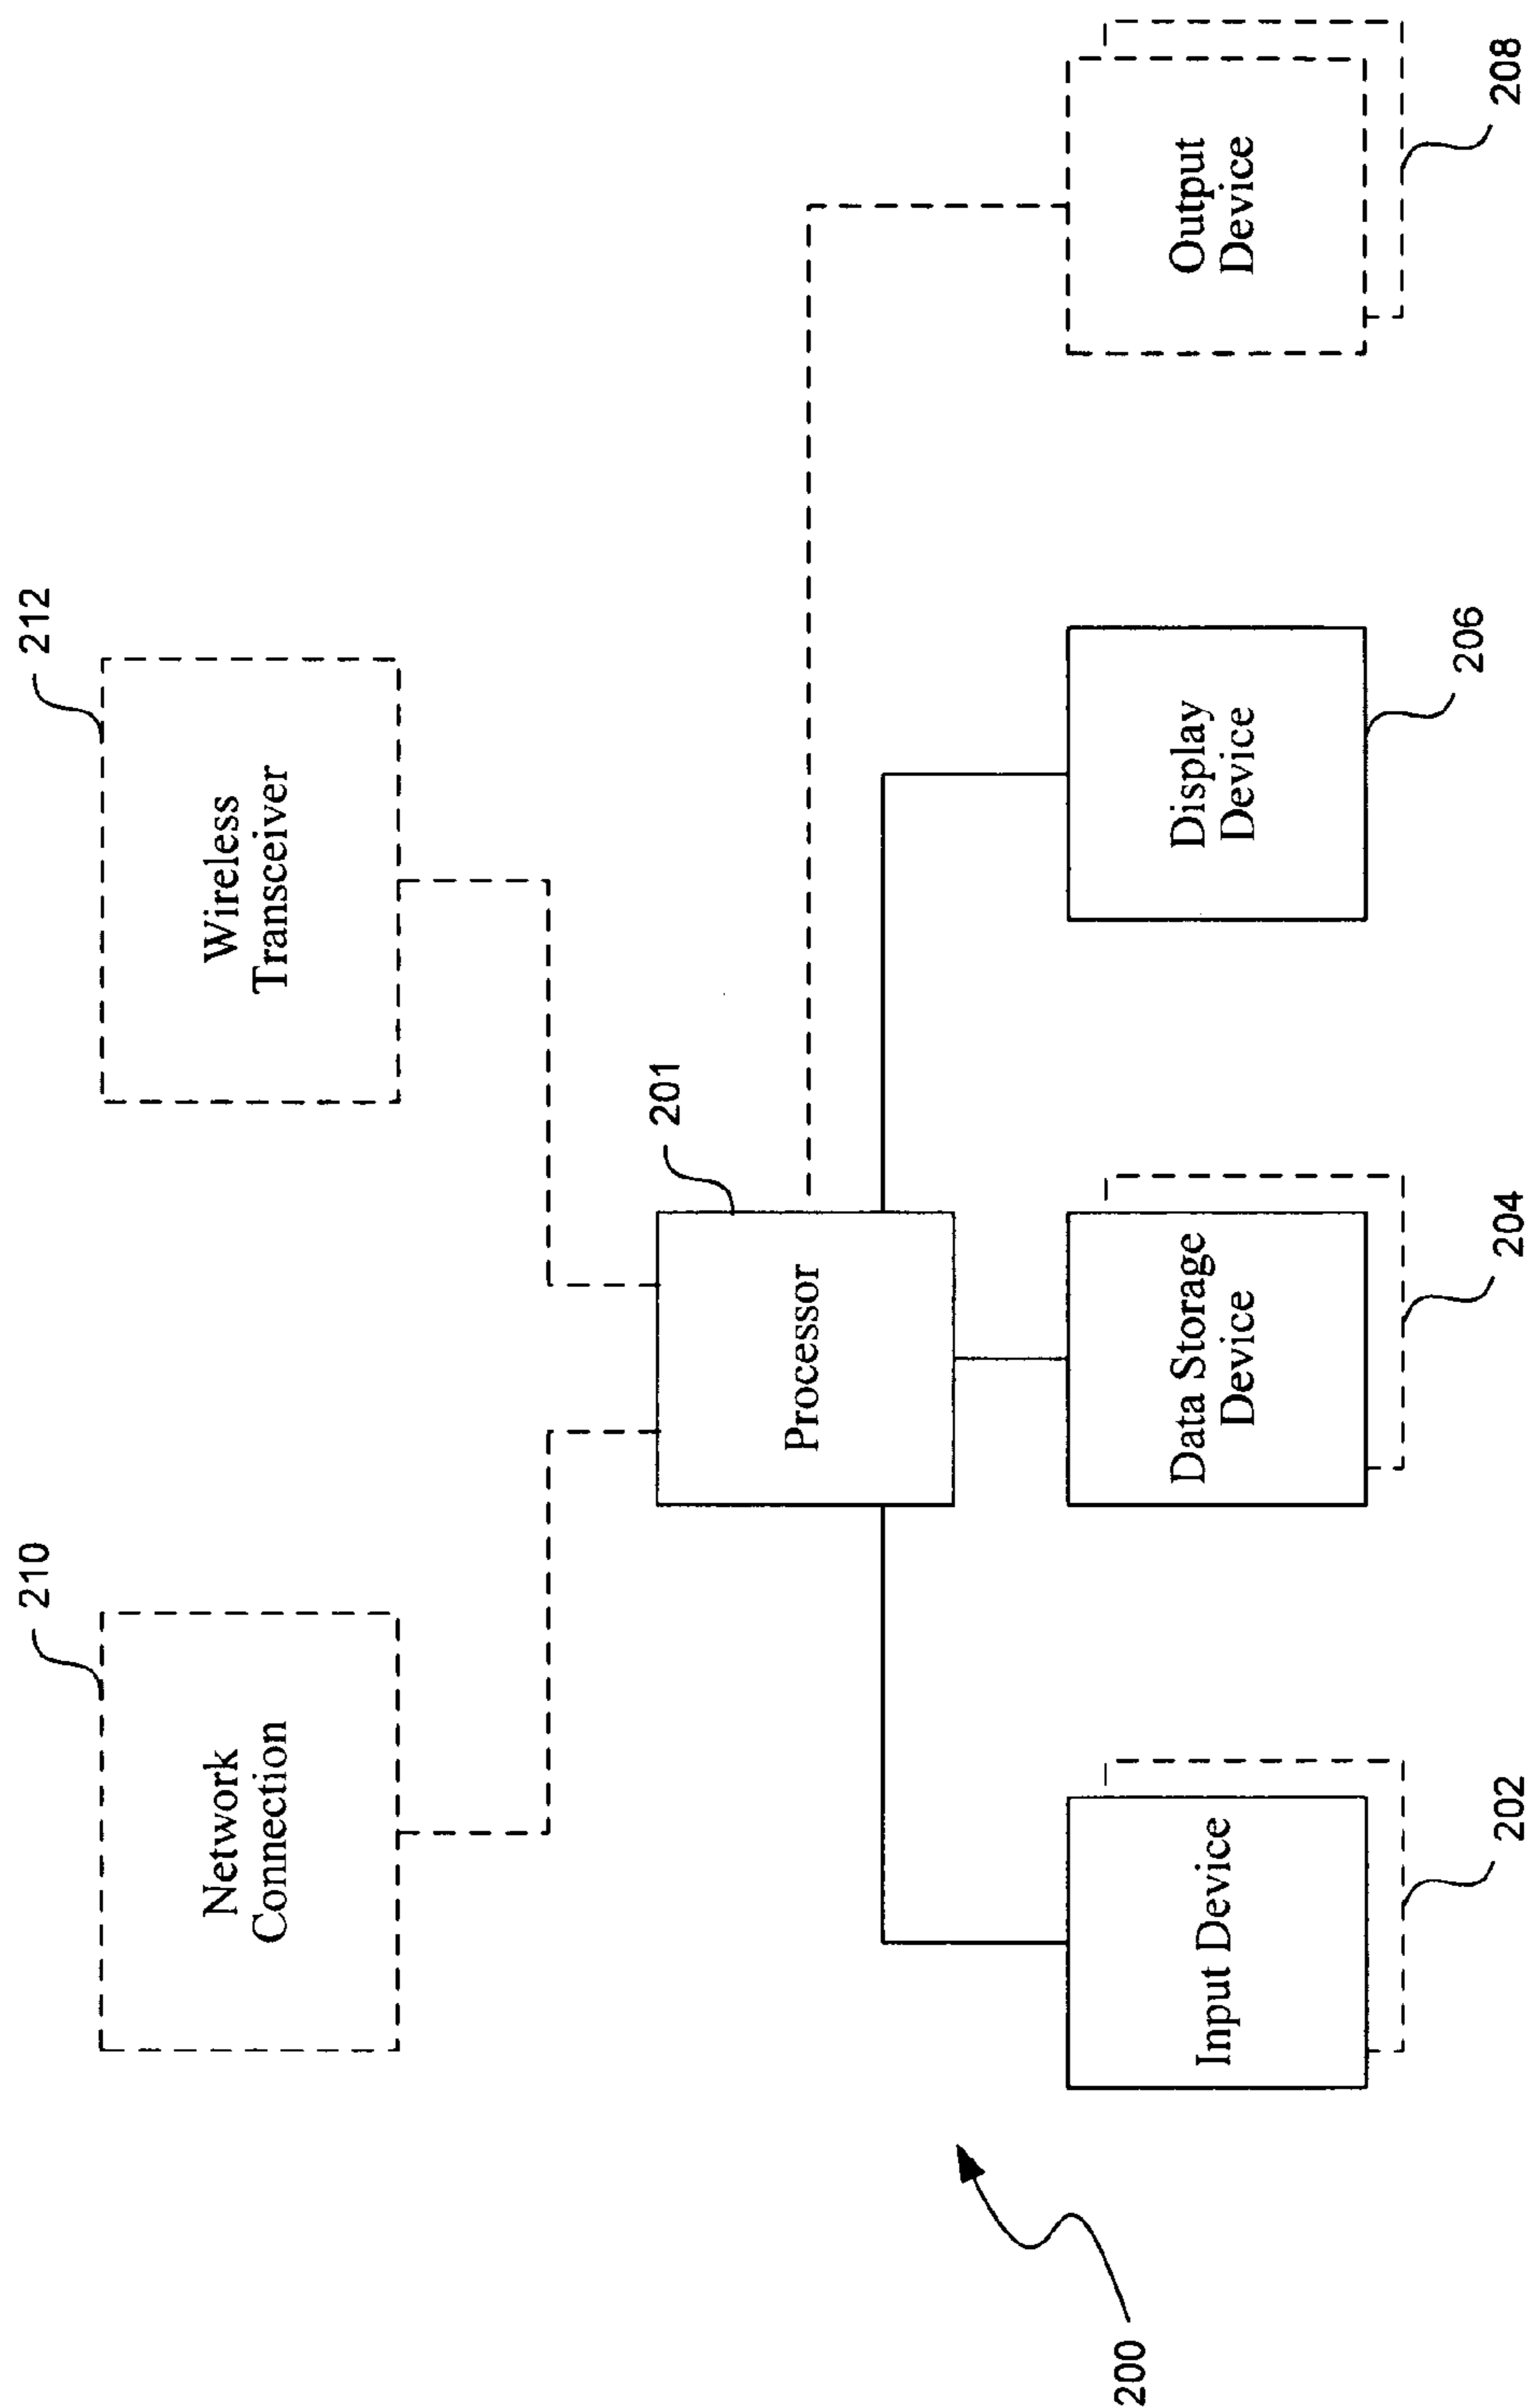 210
Network
Connection
212
Wireless
Transceiver
201
Processor
Input Device
202
Data Storage
Device
204
Display
Device
206
Output
Device
208
200